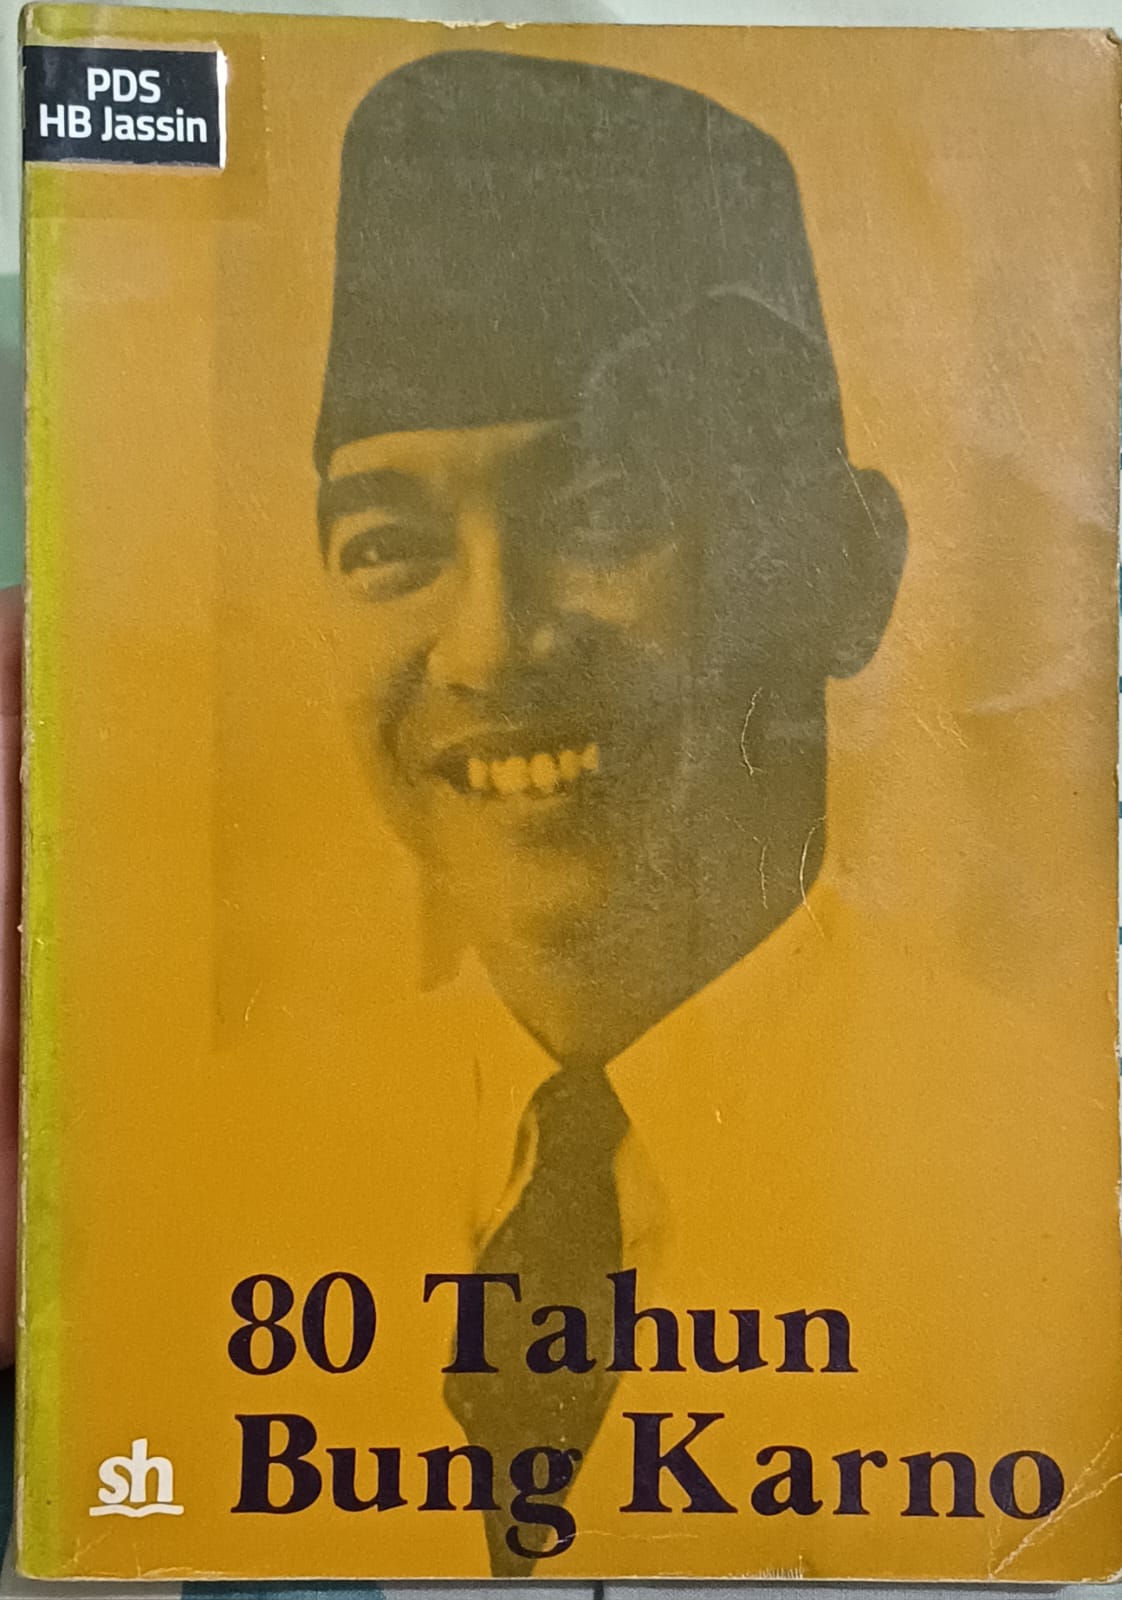 PDS
HB Jassin
80 Tahun
Bung Karno
sh